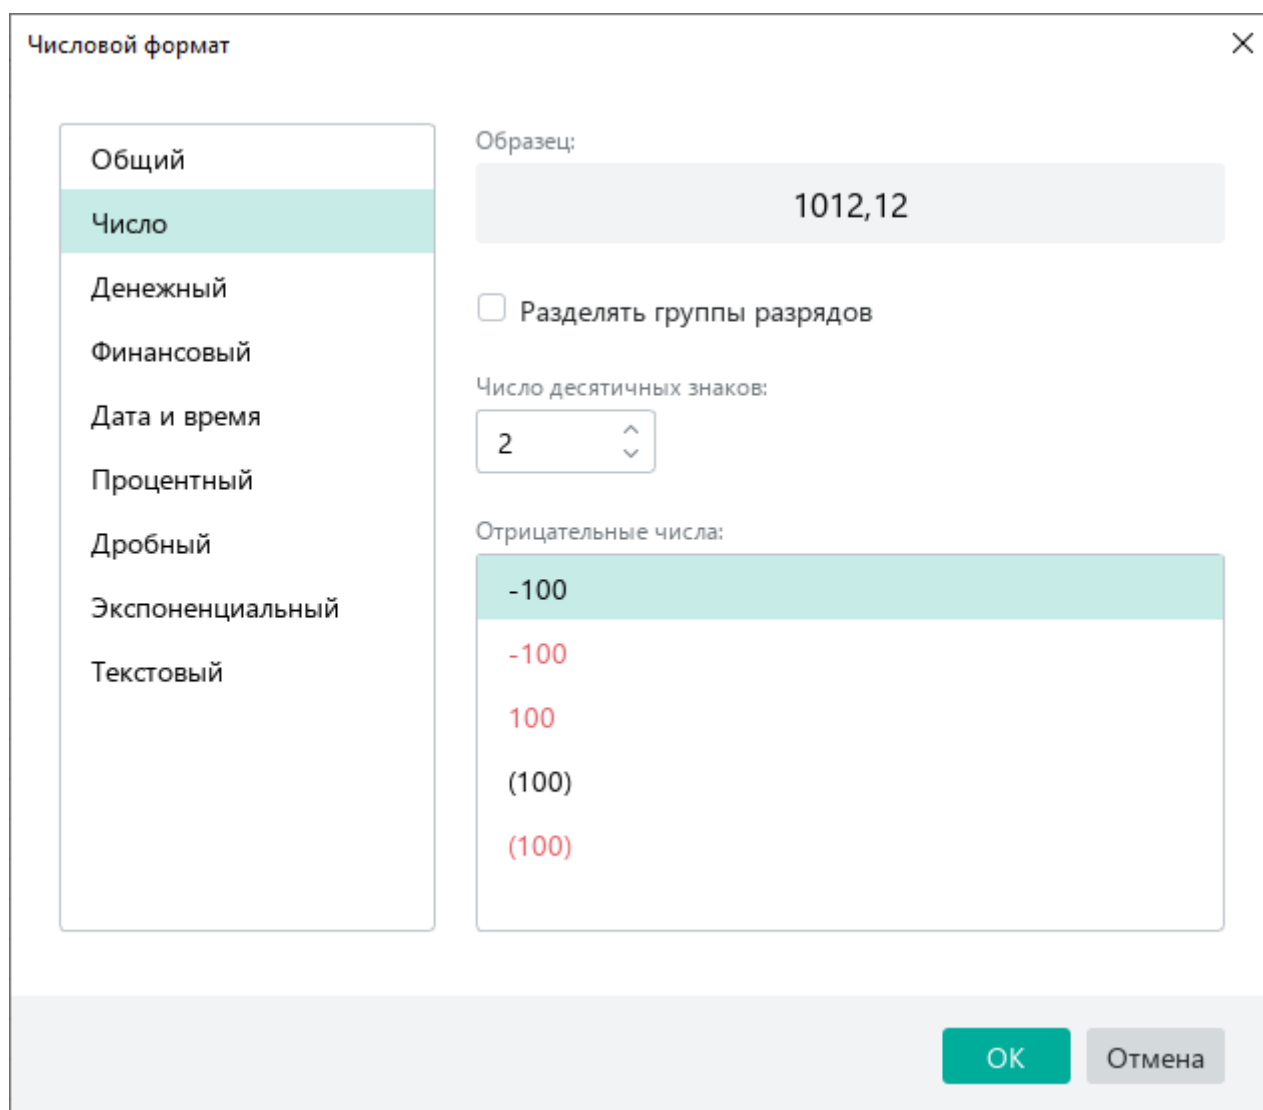 Числовой формат
Общий
Число
Денежный
Финансовый
Дата и время
Процентный
Дробный
Экспоненциальный
Текстовый
Образец:
1012,12
Разделять группы разрядов
Число десятичных знаков:
2
Отрицательные числа:
-100
-100
100
(100)
(100)
ОК
Отмена